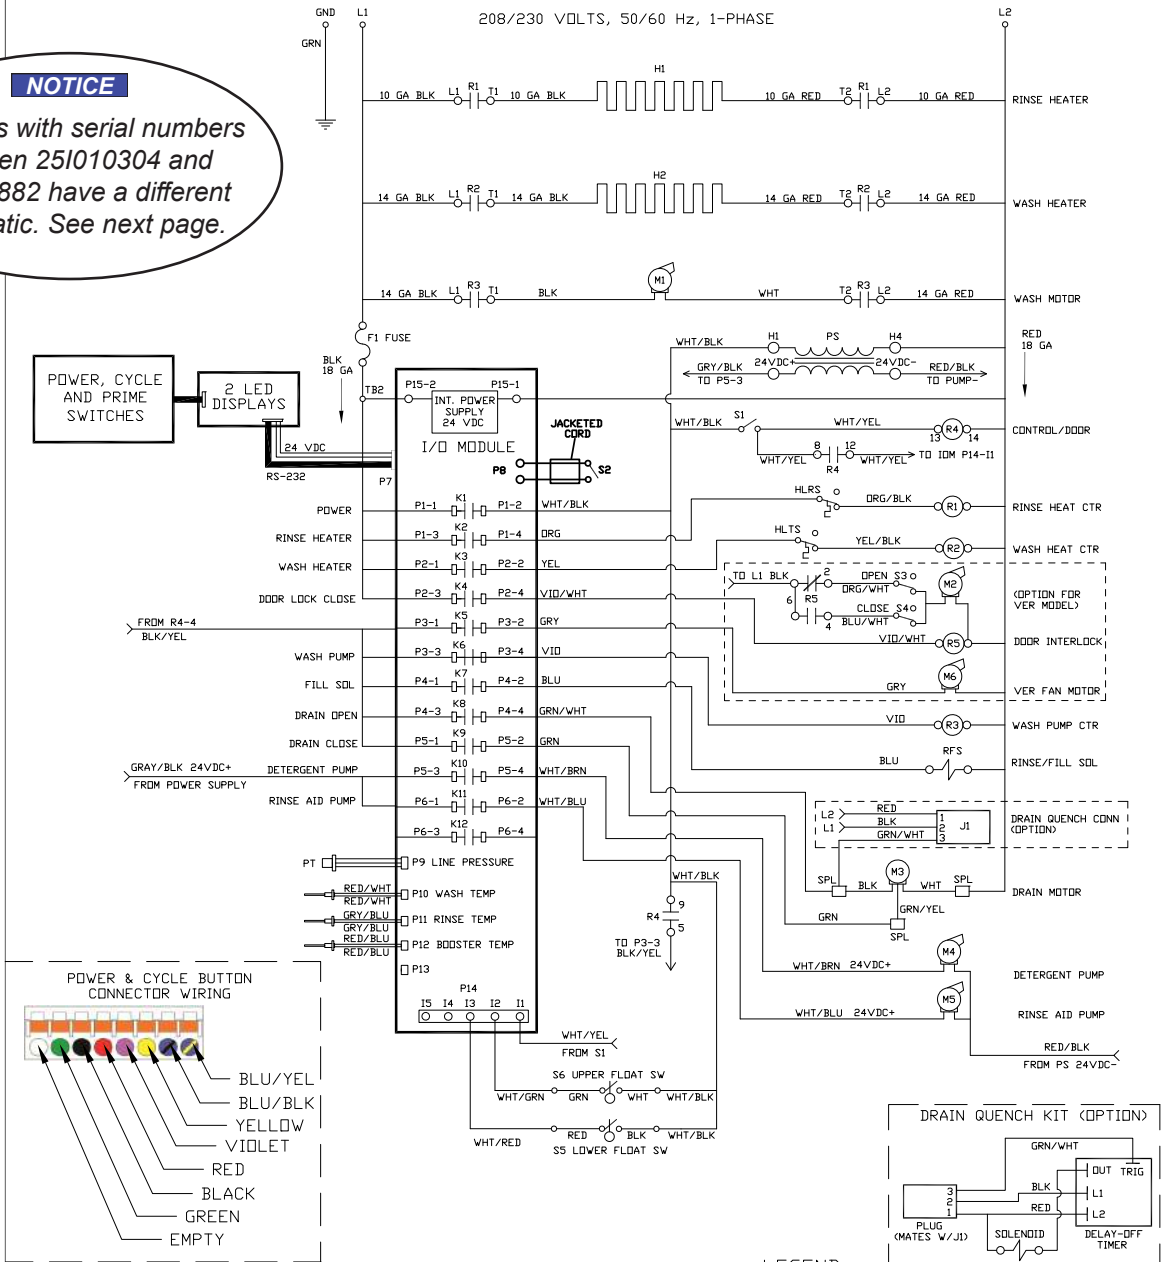 GND L1 208/230 VOLTS, 50/60 Hz, 1-PHASE L2
GRN
NOTICE
s with serial numbers
en 25I010304 and
882 have a different
atic. See next page.
H1
10 GA BLK L1 R1 T1 10 GA BLK 10 GA RED T2 R1 L2 10 GA RED RINSE HEATER
H2
14 GA BLK L1 R2 T1 14 GA BLK 14 GA RED T2 R2 L2 14 GA RED WASH HEATER
M1
14 GA BLK L1 R3 T1 BLK WHT T2 R3 L2 14 GA RED WASH MOTOR
F1 FUSE
BLK
18 GA
RED
18 GA
WHT/BLK H1 PS H4
GRY/BLK 24VDC+ 24VDC- RED/BLK
TO P5-3 TO PUMP-
POWER, CYCLE
AND PRIME
SWITCHES
2 LED
DISPLAYS
24 VDC
RS-232
P7
TB2
P15-2 P15-1
INT. POWER
SUPPLY
24 VDC
I/O MODULE
JACKETED
CORD
P8 S2
WHT/BLK S1 WHT/YEL 13 R4 14 CONTROL/DOOR
WHT/YEL 8 R4 12 WHT/YEL TO IOM P14-I1
POWER P1-1 K1 P1-2 WHT/BLK
HLRS ORG/BLK R1 RINSE HEAT CTR
RINSE HEATER P1-3 K2 P1-4 ORG
HLTS YEL/BLK R2 WASH HEAT CTR
WASH HEATER P2-1 K3 P2-2 YEL
TO L1 BLK 2 OPEN S3 M2
6 R5 ORG/WHT
CLOSE S4
4 BLU/WHT
(OPTION FOR
VER MODEL)
DOOR LOCK CLOSE P2-3 K4 P2-4 VIO/WHT
VIO/WHT R5 DOOR INTERLOCK
FROM R4-4
BLK/YEL
P3-1 K5 P3-2 GRY
M6
GRY VER FAN MOTOR
WASH PUMP P3-3 K6 P3-4 VIO
VIO R3 WASH PUMP CTR
FILL SOL P4-1 K7 P4-2 BLU
BLU RFS RINSE/FILL SOL
DRAIN OPEN P4-3 K8 P4-4 GRN/WHT
DRAIN CLOSE P5-1 K9 P5-2 GRN
GRAY/BLK 24VDC+
FROM POWER SUPPLY
DETERGENT PUMP P5-3 K10 P5-4 WHT/BRN
RINSE AID PUMP P6-1 K11 P6-2 WHT/BLU
P6-3 K12 P6-4
L2 RED 1
L1 BLK 2 J1
GRN/WHT 3
DRAIN QUENCH CONN
(OPTION)
PT P9 LINE PRESSURE
WHT/BLK
SPL BLK M3 WHT SPL DRAIN MOTOR
GRN GRN/YEL
SPL
RED/WHT
RED/WHT
P10 WASH TEMP
GRY/BLU
GRY/BLU
P11 RINSE TEMP
RED/BLU
RED/BLU
P12 BOOSTER TEMP
P13
9
R4
5
TO P3-3
BLK/YEL
WHT/BRN 24VDC+ M4 DETERGENT PUMP
WHT/BLU 24VDC+ M5 RINSE AID PUMP
RED/BLK
FROM PS 24VDC-
P14
I5 I4 I3 I2 I1
WHT/YEL
FROM S1
S6 UPPER FLOAT SW
WHT/GRN GRN WHT WHT/BLK
WHT/RED RED BLK WHT/BLK
S5 LOWER FLOAT SW
POWER & CYCLE BUTTON
CONNECTOR WIRING
BLU/YEL
BLU/BLK
YELLOW
VIOLET
RED
BLACK
GREEN
EMPTY
DRAIN QUENCH KIT (OPTION)
GRN/WHT
OUT TRIG
3 BLK L1
2
1 RED L2
PLUG
(MATES W/J1)
SOLENOID
DELAY-OFF
TIMER